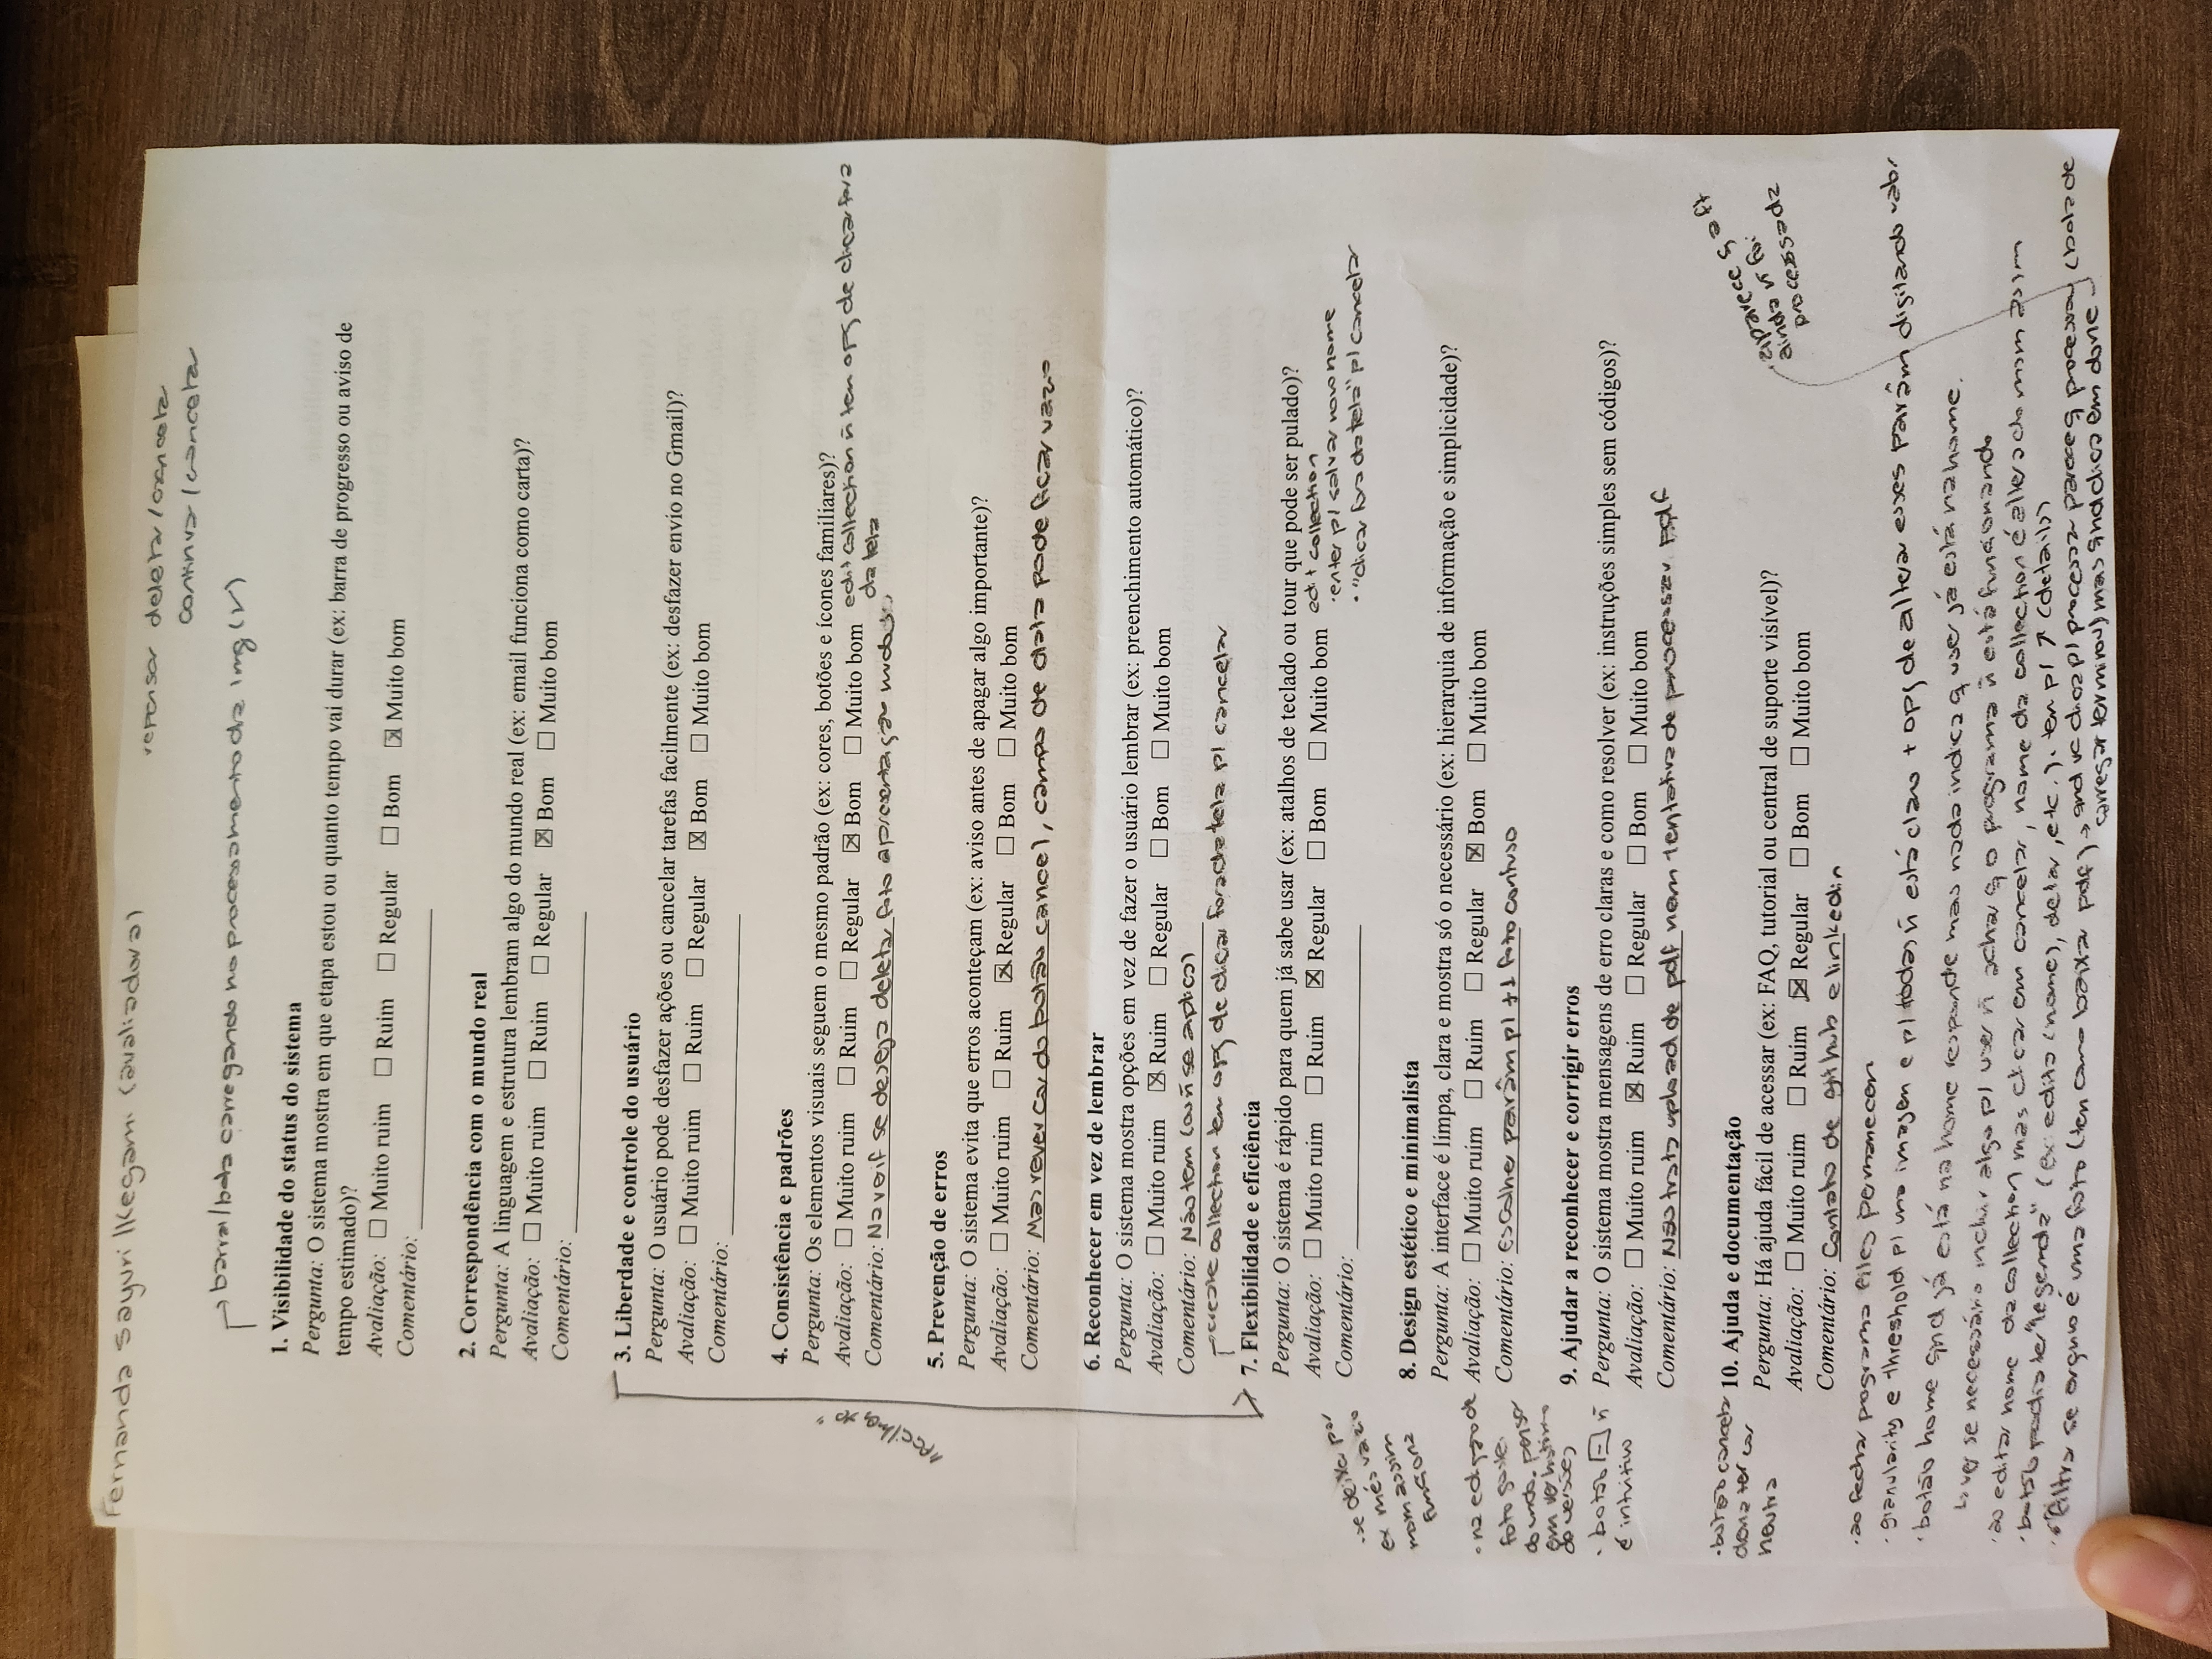 Fernanda Sayuri Ikegami (avaliadora)
repensar deletar/cancelar
continuar/cancelar
barra/bola carregando no processamento da img (V)
1. Visibilidade do status do sistema
Pergunta: O sistema mostra em que etapa estou ou quanto tempo vai durar (ex: barra de progresso ou aviso de
tempo estimado)?
Avaliação: ☐ Muito ruim ☐ Ruim ☐ Regular ☐ Bom ☒ Muito bom
Comentário:
2. Correspondência com o mundo real
Pergunta: A linguagem e estrutura lembram algo do mundo real (ex: email funciona como carta)?
Avaliação: ☐ Muito ruim ☐ Ruim ☐ Regular ☒ Bom ☐ Muito bom
Comentário:
3. Liberdade e controle do usuário
Pergunta: O usuário pode desfazer ações ou cancelar tarefas facilmente (ex: desfazer envio no Gmail)?
Avaliação: ☐ Muito ruim ☐ Ruim ☐ Regular ☒ Bom ☐ Muito bom
Comentário:
4. Consistência e padrões
Pergunta: Os elementos visuais seguem o mesmo padrão (ex: cores, botões e ícones familiares)?
Avaliação: ☐ Muito ruim ☐ Ruim ☐ Regular ☒ Bom ☐ Muito bom edit collection ñ tem opç de clicar fora
da tela
Comentário: Na verif se deseja deletar foto apresentação mudou
5. Prevenção de erros
Pergunta: O sistema evita que erros aconteçam (ex: aviso antes de apagar algo importante)?
Avaliação: ☐ Muito ruim ☐ Ruim ☒ Regular ☐ Bom ☐ Muito bom
Comentário: Mas rever cor do botão cancel, campo de data pode ficar vazio
6. Reconhecer em vez de lembrar
Pergunta: O sistema mostra opções em vez de fazer o usuário lembrar (ex: preenchimento automático)?
Avaliação: ☐ Muito ruim ☒ Ruim ☐ Regular ☐ Bom ☐ Muito bom
Comentário: Não tem (ou ñ se aplica)
create collection tem opç de clicar fora da tela p/ cancelar
7. Flexibilidade e eficiência
Pergunta: O sistema é rápido para quem já sabe usar (ex: atalhos de teclado ou tour que pode ser pulado)?
Avaliação: ☐ Muito ruim ☐ Ruim ☒ Regular ☐ Bom ☐ Muito bom edit collection
• enter p/ salvar novo nome
• "clicar fora da tela" p/ cancelar
Comentário:
• se deixar por
ex mês vazio
mom assim
funciona
8. Design estético e minimalista
Pergunta: A interface é limpa, clara e mostra só o necessário (ex: hierarquia de informação e simplicidade)?
Avaliação: ☐ Muito ruim ☐ Ruim ☐ Regular ☒ Bom ☐ Muito bom
Comentário: Escolher parâm p/ +1 foto confuso
• na edição de
foto gostei
do undo. pensar
em ver histórico
de versões
• botão [-] ñ
é intuitivo
9. Ajudar a reconhecer e corrigir erros
Pergunta: O sistema mostra mensagens de erro claras e como resolver (ex: instruções simples sem códigos)?
Avaliação: ☐ Muito ruim ☒ Ruim ☐ Regular ☐ Bom ☐ Muito bom
Comentário: Não trata upload de pdf nem tentativa de processar pdf
• botão cancelar
devia ter cor
neutra
10. Ajuda e documentação
Pergunta: Há ajuda fácil de acessar (ex: FAQ, tutorial ou central de suporte visível)?
Avaliação: ☐ Muito ruim ☐ Ruim ☒ Regular ☐ Bom ☐ Muito bom
Comentário: Contato de github e linkedin
aparece q a ft
ainda ñ foi
processada
• ao fechar programa files permanecem
• granularity e threshold p/ uma imagem e p/ todas ñ está claro + opç de alterar esses parâm digitando valor
• botão home qnd já está na home responde mas nada indica q user já está na home.
↳ ver se necessário incluir algo p/ user ñ achar q o programa ñ está funcionando
• ao editar nome da collection mas clicar em cancelar, nome da collection é alterado mom assim
• botão podia ter "legenda" (ex: edita (nome), deletar, etc.). tem p/ ↗ (details)
• filtrar se arquivo é uma foto (tem como baixar pdf) → qnd vc clica p/ processar parece q processou (bola de
carregar terminou) mas qnd clica em done